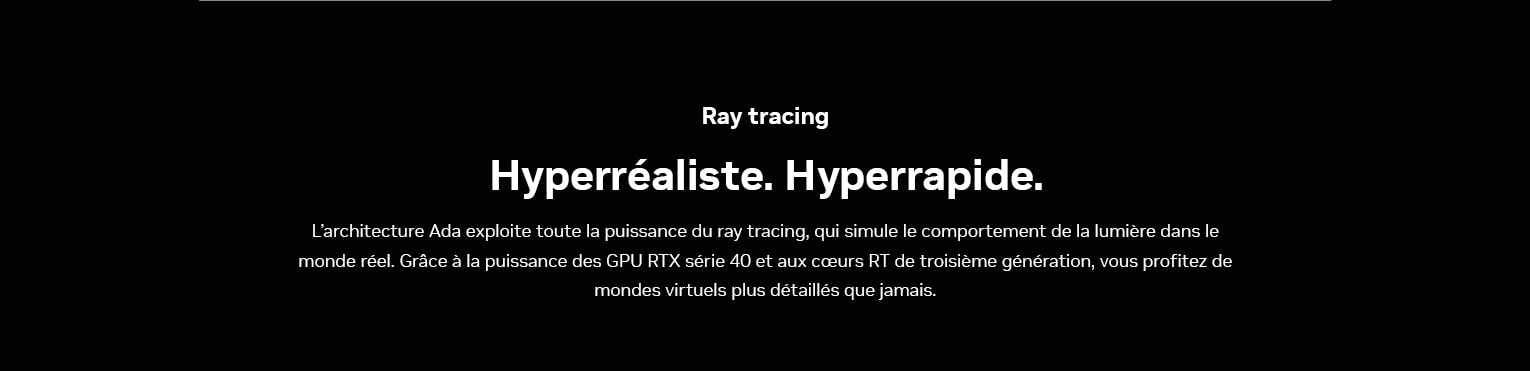 Ray tracing
Hyperréaliste. Hyperrapide.
L’architecture Ada exploite toute la puissance du ray tracing, qui simule le comportement de la lumière dans le
monde réel. Grâce à la puissance des GPU RTX série 40 et aux cœurs RT de troisième génération, vous profitez de
mondes virtuels plus détaillés que jamais.